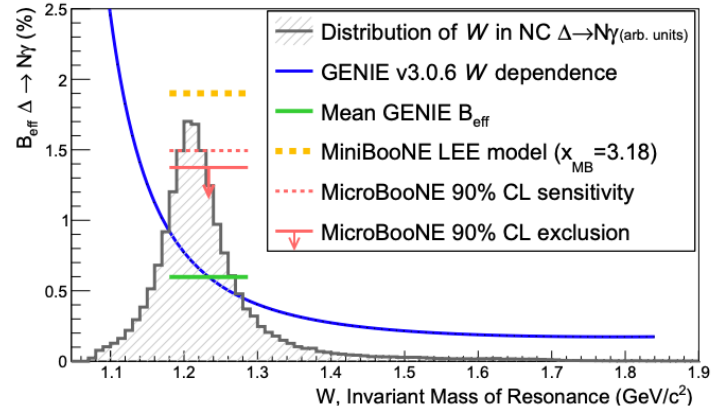 B_eff Δ → Nγ (%)
2.5
2
1.5
1
0.5
0
Distribution of W in NC Δ→Nγ(arb. units)
GENIE v3.0.6 W dependence
Mean GENIE B_eff
MiniBooNE LEE model (x_MB=3.18)
MicroBooNE 90% CL sensitivity
MicroBooNE 90% CL exclusion
1.1 1.2 1.3 1.4 1.5 1.6 1.7 1.8 1.9
W, Invariant Mass of Resonance (GeV/c²)